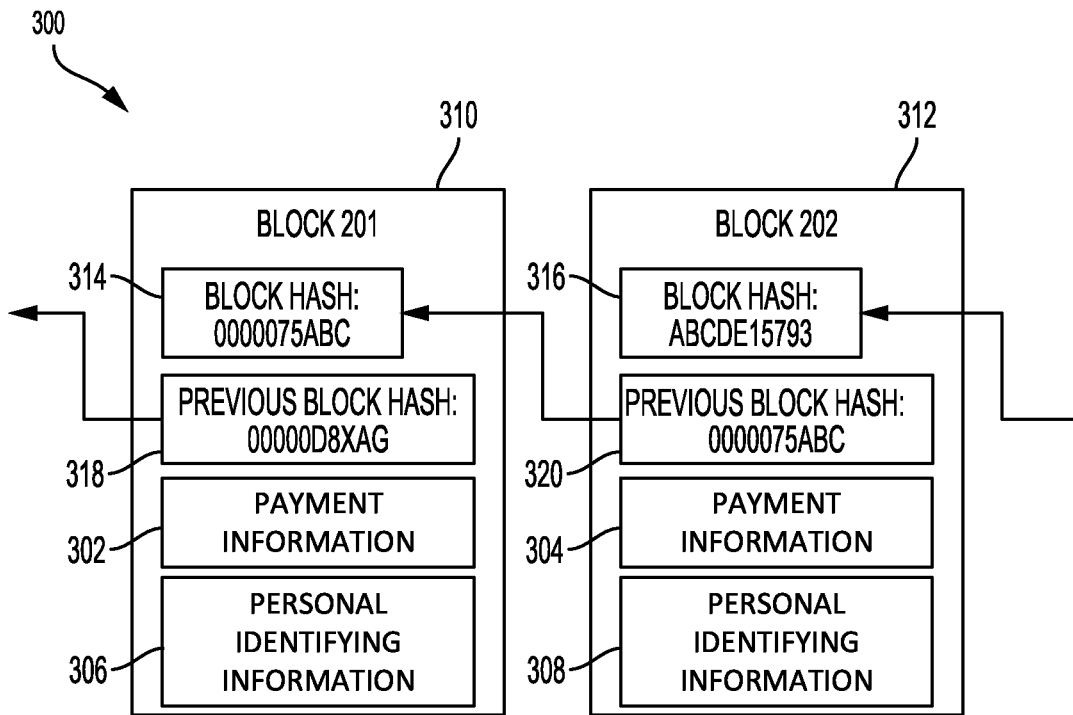 300
310
312
BLOCK 201
BLOCK 202
314
BLOCK HASH:
0000075ABC
316
BLOCK HASH:
ABCDE15793
PREVIOUS BLOCK HASH:
00000D8XAG
318
PREVIOUS BLOCK HASH:
0000075ABC
320
PAYMENT
INFORMATION
302
PAYMENT
INFORMATION
304
PERSONAL
IDENTIFYING
INFORMATION
306
PERSONAL
IDENTIFYING
INFORMATION
308